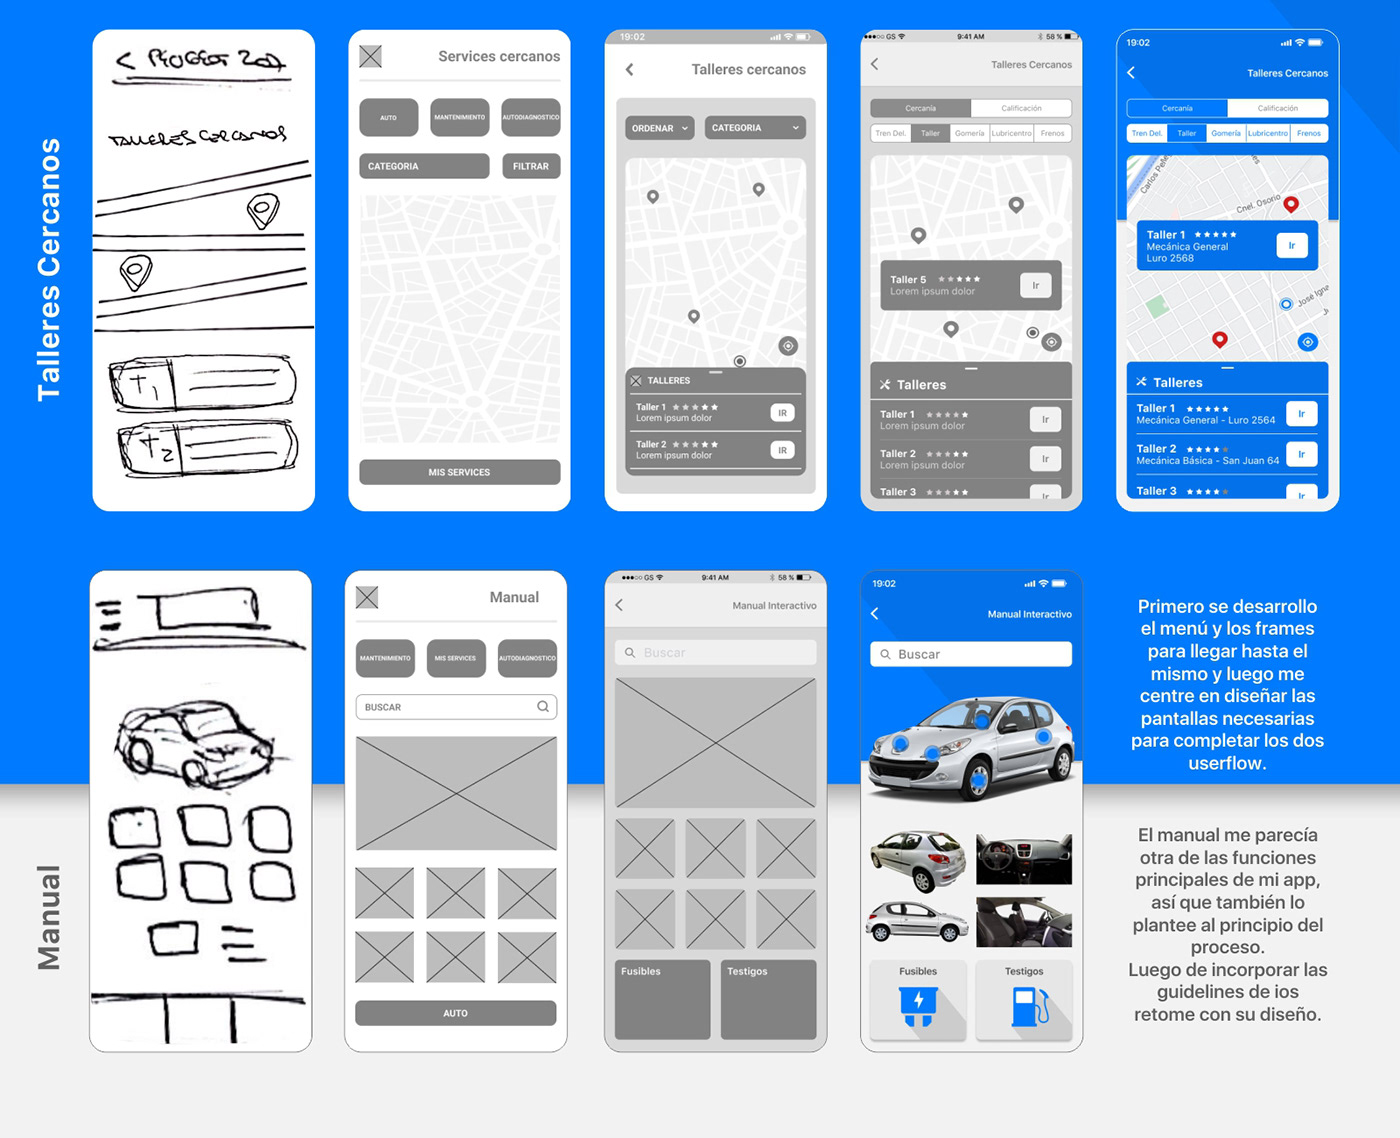 Talleres Cercanos
< PEUGEOT 207
TALLERES CERCANOS
T1
T2
Services cercanos
AUTO
MANTENIMIENTO
AUTODIAGNOSTICO
CATEGORIA
FILTRAR
MIS SERVICES
19:02
Talleres cercanos
ORDENAR
CATEGORIA
TALLERES
Taller 1
Lorem ipsum dolor
IR
Taller 2
Lorem ipsum dolor
IR
GS
9:41 AM
58 %
Talleres Cercanos
Cercanía
Calificación
Tren Del.
Taller
Gomería
Lubricentro
Frenos
Taller 5
Lorem ipsum dolor
Ir
Talleres
Taller 1
Lorem ipsum dolor
Ir
Taller 2
Lorem ipsum dolor
Ir
Taller 3
Ir
19:02
Talleres Cercanos
Cercanía
Calificación
Tren Del.
Taller
Gomería
Lubricentro
Frenos
Carlos Pelle
Cnel. Osorio
Taller 1
Mecánica General
Luro 2568
Ir
José Igna
Talleres
Taller 1
Mecánica General - Luro 2564
Ir
Taller 2
Mecánica Básica - San Juan 64
Ir
Taller 3
Ir
Manual
Manual
MANTENIMIENTO
MIS SERVICES
AUTODIAGNOSTICO
BUSCAR
AUTO
GS
9:41 AM
58 %
Manual Interactivo
Buscar
Fusibles
Testigos
19:02
Manual Interactivo
Buscar
Fusibles
Testigos
Primero se desarrollo
el menú y los frames
para llegar hasta el
mismo y luego me
centre en diseñar las
pantallas necesarias
para completar los dos
userflow.
El manual me parecía
otra de las funciones
principales de mi app,
así que también lo
plantee al principio del
proceso.
Luego de incorporar las
guidelines de ios
retome con su diseño.